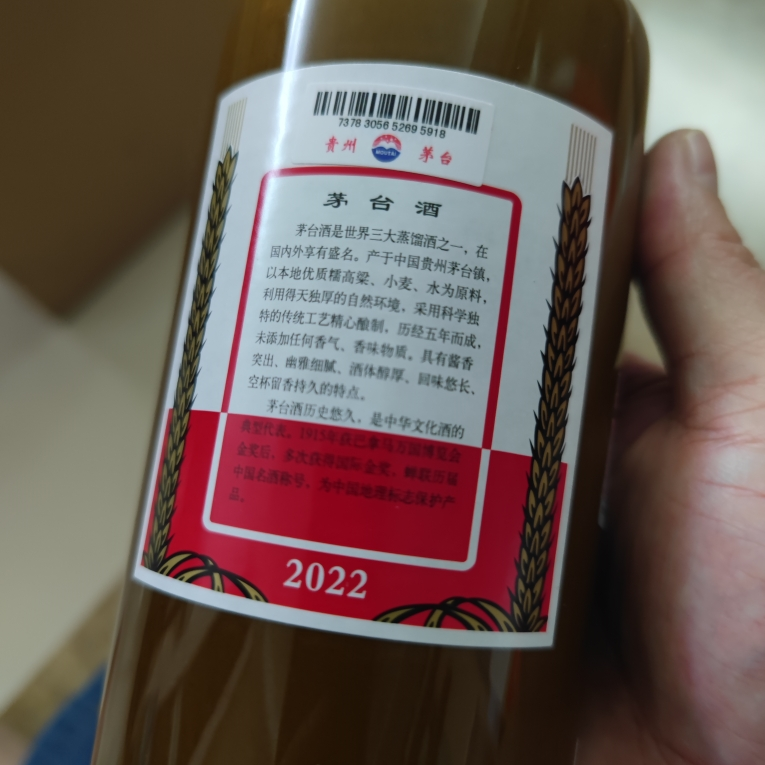 7378 3056 5269 5918
贵州 MOUTAI 茅台
茅台酒
茅台酒是世界三大蒸馏酒之一，在
国内外享有盛名。产于中国贵州茅台镇，
以本地优质糯高粱、小麦、水为原料，
利用得天独厚的自然环境，采用科学独
特的传统工艺精心酿制，历经五年而成，
未添加任何香气、香味物质。具有酱香
突出、幽雅细腻、酒体醇厚、回味悠长、
空杯留香持久的特点。
茅台酒历史悠久，是中华文化酒的
典型代表。1915年获巴拿马万国博览会
金奖后，多次获得国际金奖，蝉联历届
中国名酒称号，为中国地理标志保护产
品。
2022